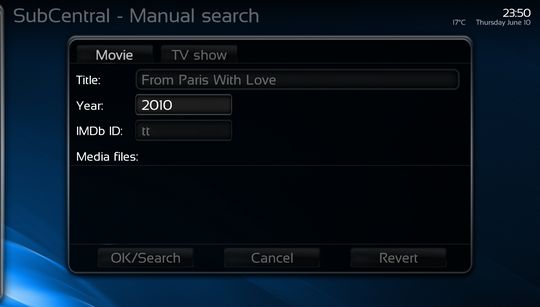 SubCentral - Manual search
23:50
17°C Thursday June 10
Movie TV show
Title: From Paris With Love
Year: 2010
IMDb ID: tt
Media files:
OK/Search Cancel Revert